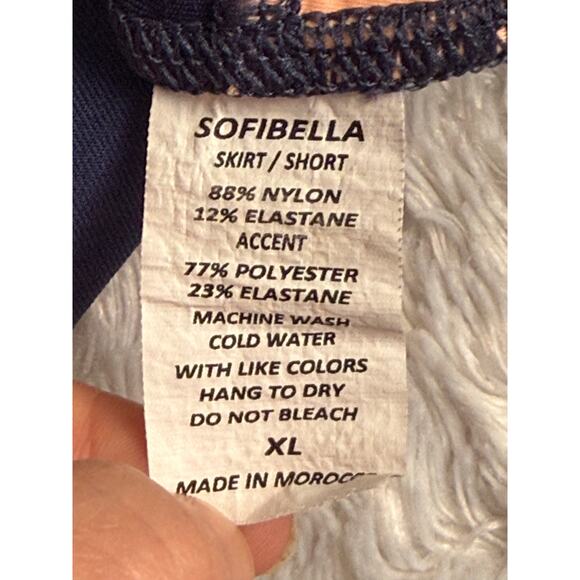 SOFIBELLA
SKIRT / SHORT
88% NYLON
12% ELASTANE
ACCENT
77% POLYESTER
23% ELASTANE
MACHINE WASH
COLD WATER
WITH LIKE COLORS
HANG TO DRY
DO NOT BLEACH
XL
MADE IN MOROCCO